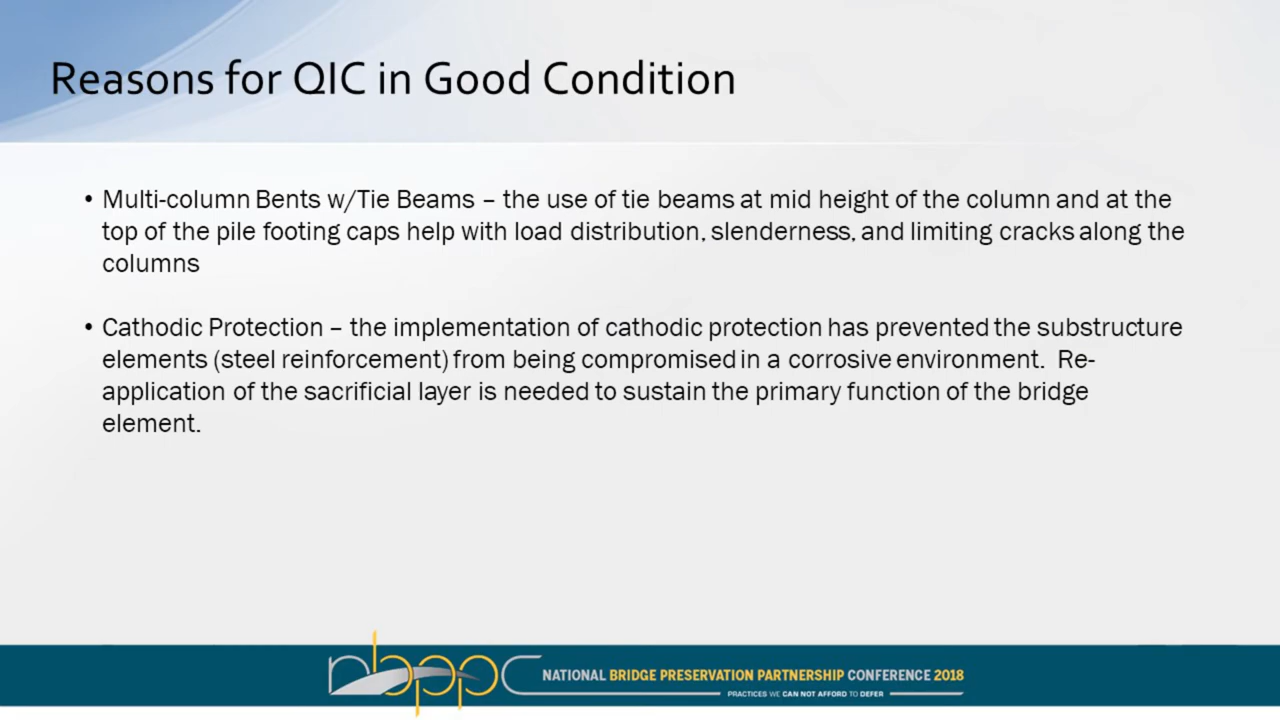 Reasons for QIC in Good Condition
• Multi-column Bents w/Tie Beams – the use of tie beams at mid height of the column and at the
top of the pile footing caps help with load distribution, slenderness, and limiting cracks along the
columns
• Cathodic Protection – the implementation of cathodic protection has prevented the substructure
elements (steel reinforcement) from being compromised in a corrosive environment. Re-
application of the sacrificial layer is needed to sustain the primary function of the bridge
element.
nbppc
NATIONAL BRIDGE PRESERVATION PARTNERSHIP CONFERENCE 2018
PRACTICES WE CAN NOT AFFORD TO DEFER